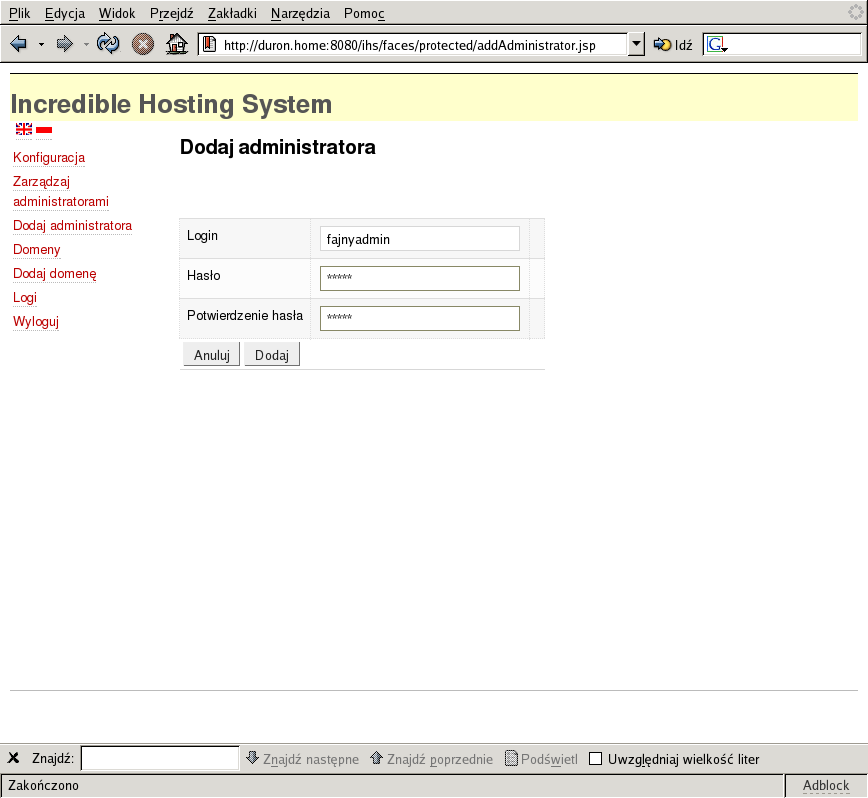 Plik Edycja Widok Przejdź Zakładki Narzędzia Pomoc
http://duron.home:8080/ihs/faces/protected/addAdministrator.jsp Idź G
Incredible Hosting System
Dodaj administratora
Konfiguracja
Zarządzaj
administratorami
Dodaj administratora
Domeny
Dodaj domenę
Logi
Wyloguj
Login fajnyadmin
Hasło *****
Potwierdzenie hasła *****
Anuluj Dodaj
Znajdź: Znajdź następne Znajdź poprzednie Podświetl Uwzględniaj wielkość liter
Zakończono Adblock